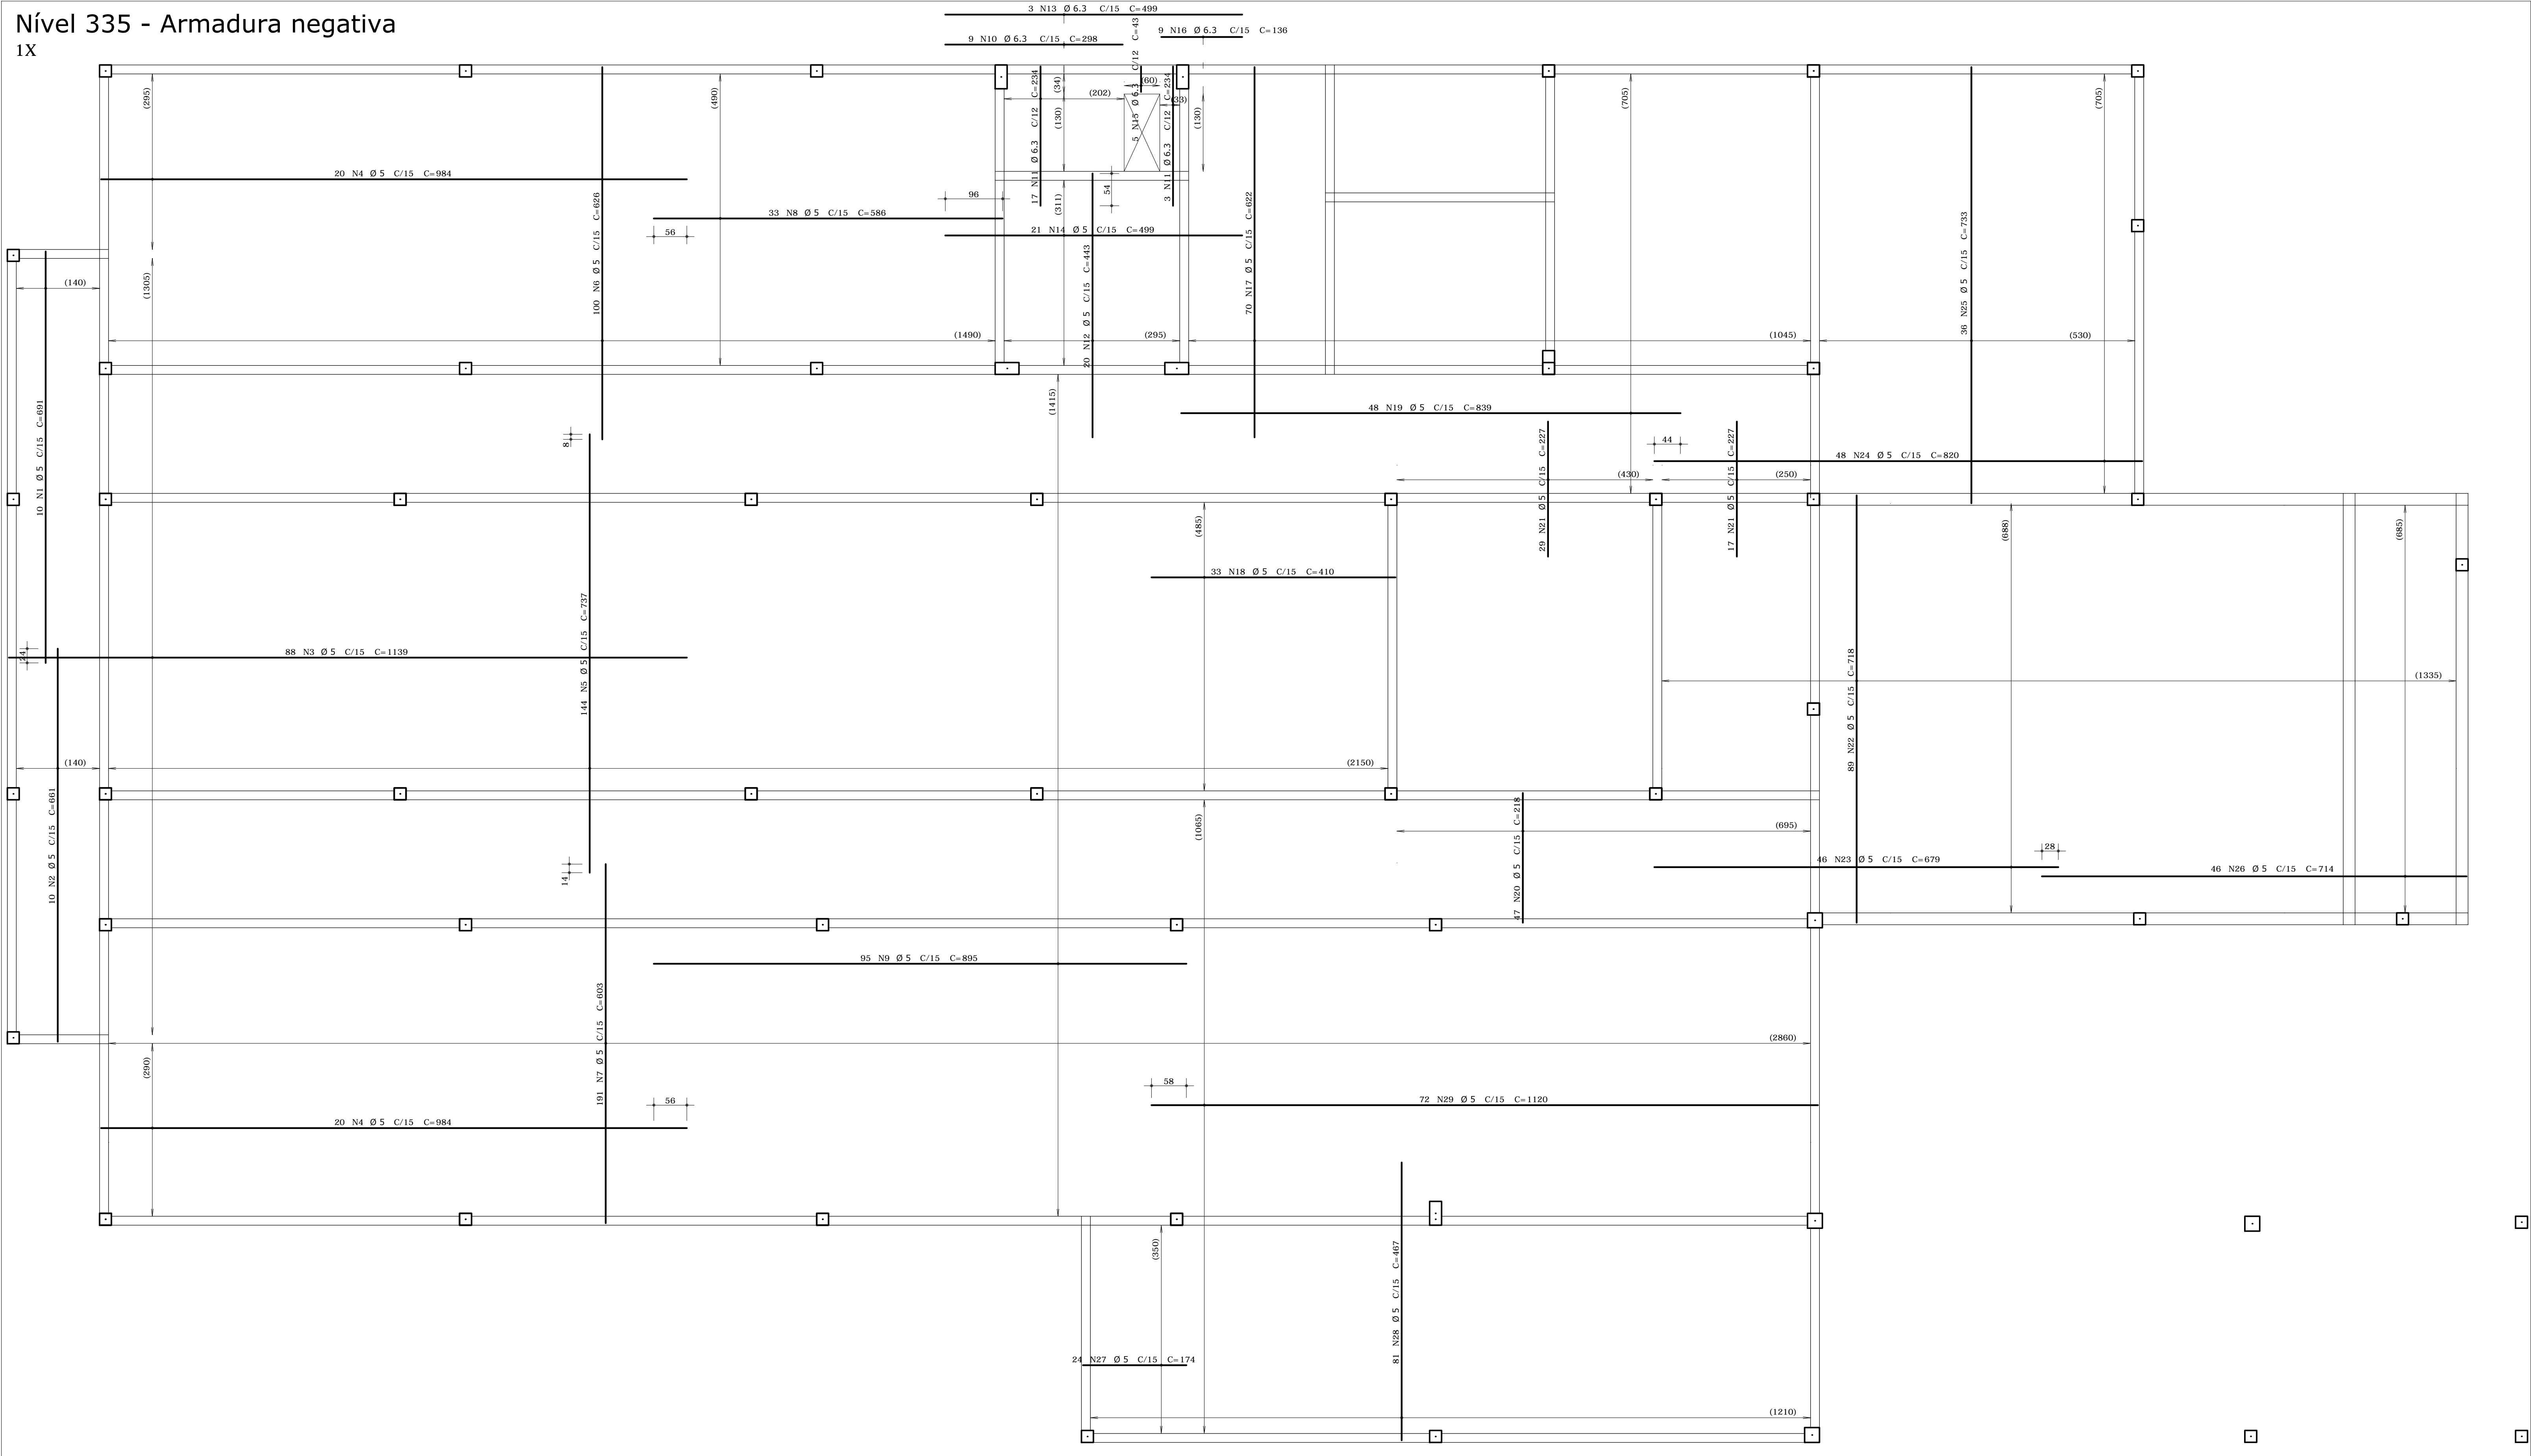 Nível 335 - Armadura negativa
1X
3 N13 Ø 6.3 C/15 C=499
9 N10 Ø 6.3 C/15 C=298
5 N15 Ø 6.3 C/12 C=43
9 N16 Ø 6.3 C/15 C=136
(295)
(490)
17 N11 Ø 6.3 C/12 C=234
(34)
(60)
(202)
(33)
(130)
(130)
3 N11 Ø 6.3 C/12 C=234
(705)
(705)
20 N4 Ø 5 C/15 C=984
96
54
100 N6 Ø 5 C/15 C=626
33 N8 Ø 5 C/15 C=586
(311)
70 N17 Ø 5 C/15 C=622
36 N25 Ø 5 C/15 C=733
56
21 N14 Ø 5 C/15 C=499
20 N12 Ø 5 C/15 C=443
(140)
(1305)
(1490)
(295)
(1045)
(530)
10 N1 Ø 5 C/15 C=691
(1415)
48 N19 Ø 5 C/15 C=839
8
29 N21 Ø 5 C/15 C=227
17 N21 Ø 5 C/15 C=227
44
48 N24 Ø 5 C/15 C=820
(430)
(250)
(485)
(688)
(685)
33 N18 Ø 5 C/15 C=410
144 N5 Ø 5 C/15 C=737
24
88 N3 Ø 5 C/15 C=1139
89 N22 Ø 5 C/15 C=718
(1335)
(140)
(2150)
10 N2 Ø 5 C/15 C=661
(1065)
47 N20 Ø 5 C/15 C=218
(695)
28
46 N23 Ø 5 C/15 C=679
46 N26 Ø 5 C/15 C=714
14
95 N9 Ø 5 C/15 C=895
191 N7 Ø 5 C/15 C=603
(290)
(2860)
58
56
72 N29 Ø 5 C/15 C=1120
20 N4 Ø 5 C/15 C=984
(350)
81 N28 Ø 5 C/15 C=467
24 N27 Ø 5 C/15 C=174
(1210)